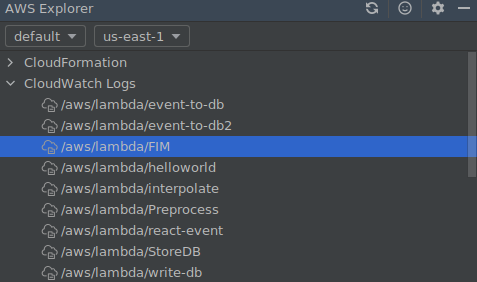 AWS Explorer
default us-east-1
CloudFormation
CloudWatch Logs
/aws/lambda/event-to-db
/aws/lambda/event-to-db2
/aws/lambda/FIM
/aws/lambda/helloworld
/aws/lambda/interpolate
/aws/lambda/Preprocess
/aws/lambda/react-event
/aws/lambda/StoreDB
/aws/lambda/write-db